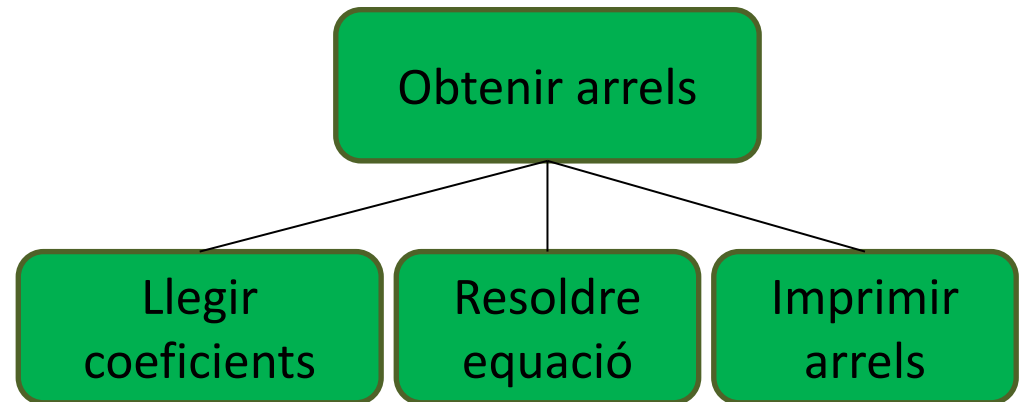 Obtenir arrels
Llegir
coeficients
Resoldre
equació
Imprimir
arrels